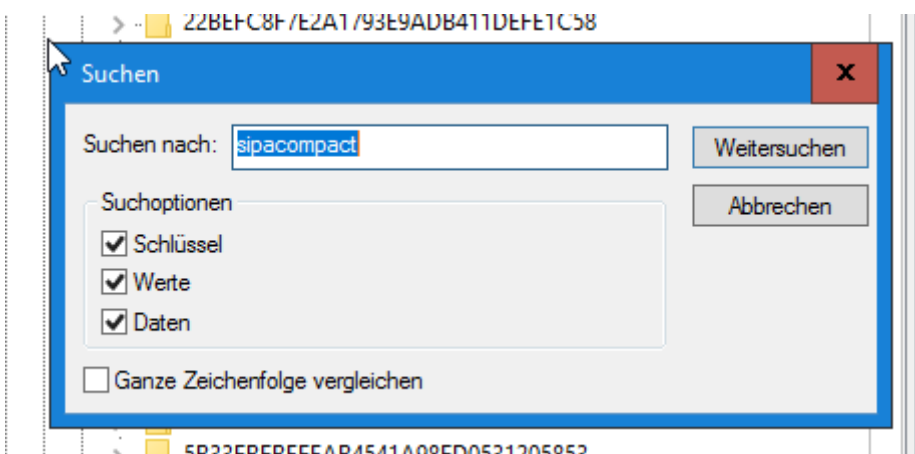 22BEFC8F7E2A1793E9ADB411DEFE1C58
Suchen
x
Suchen nach: sipacompact
Weitersuchen
Suchoptionen
Abbrechen
Schlüssel
Werte
Daten
Ganze Zeichenfolge vergleichen